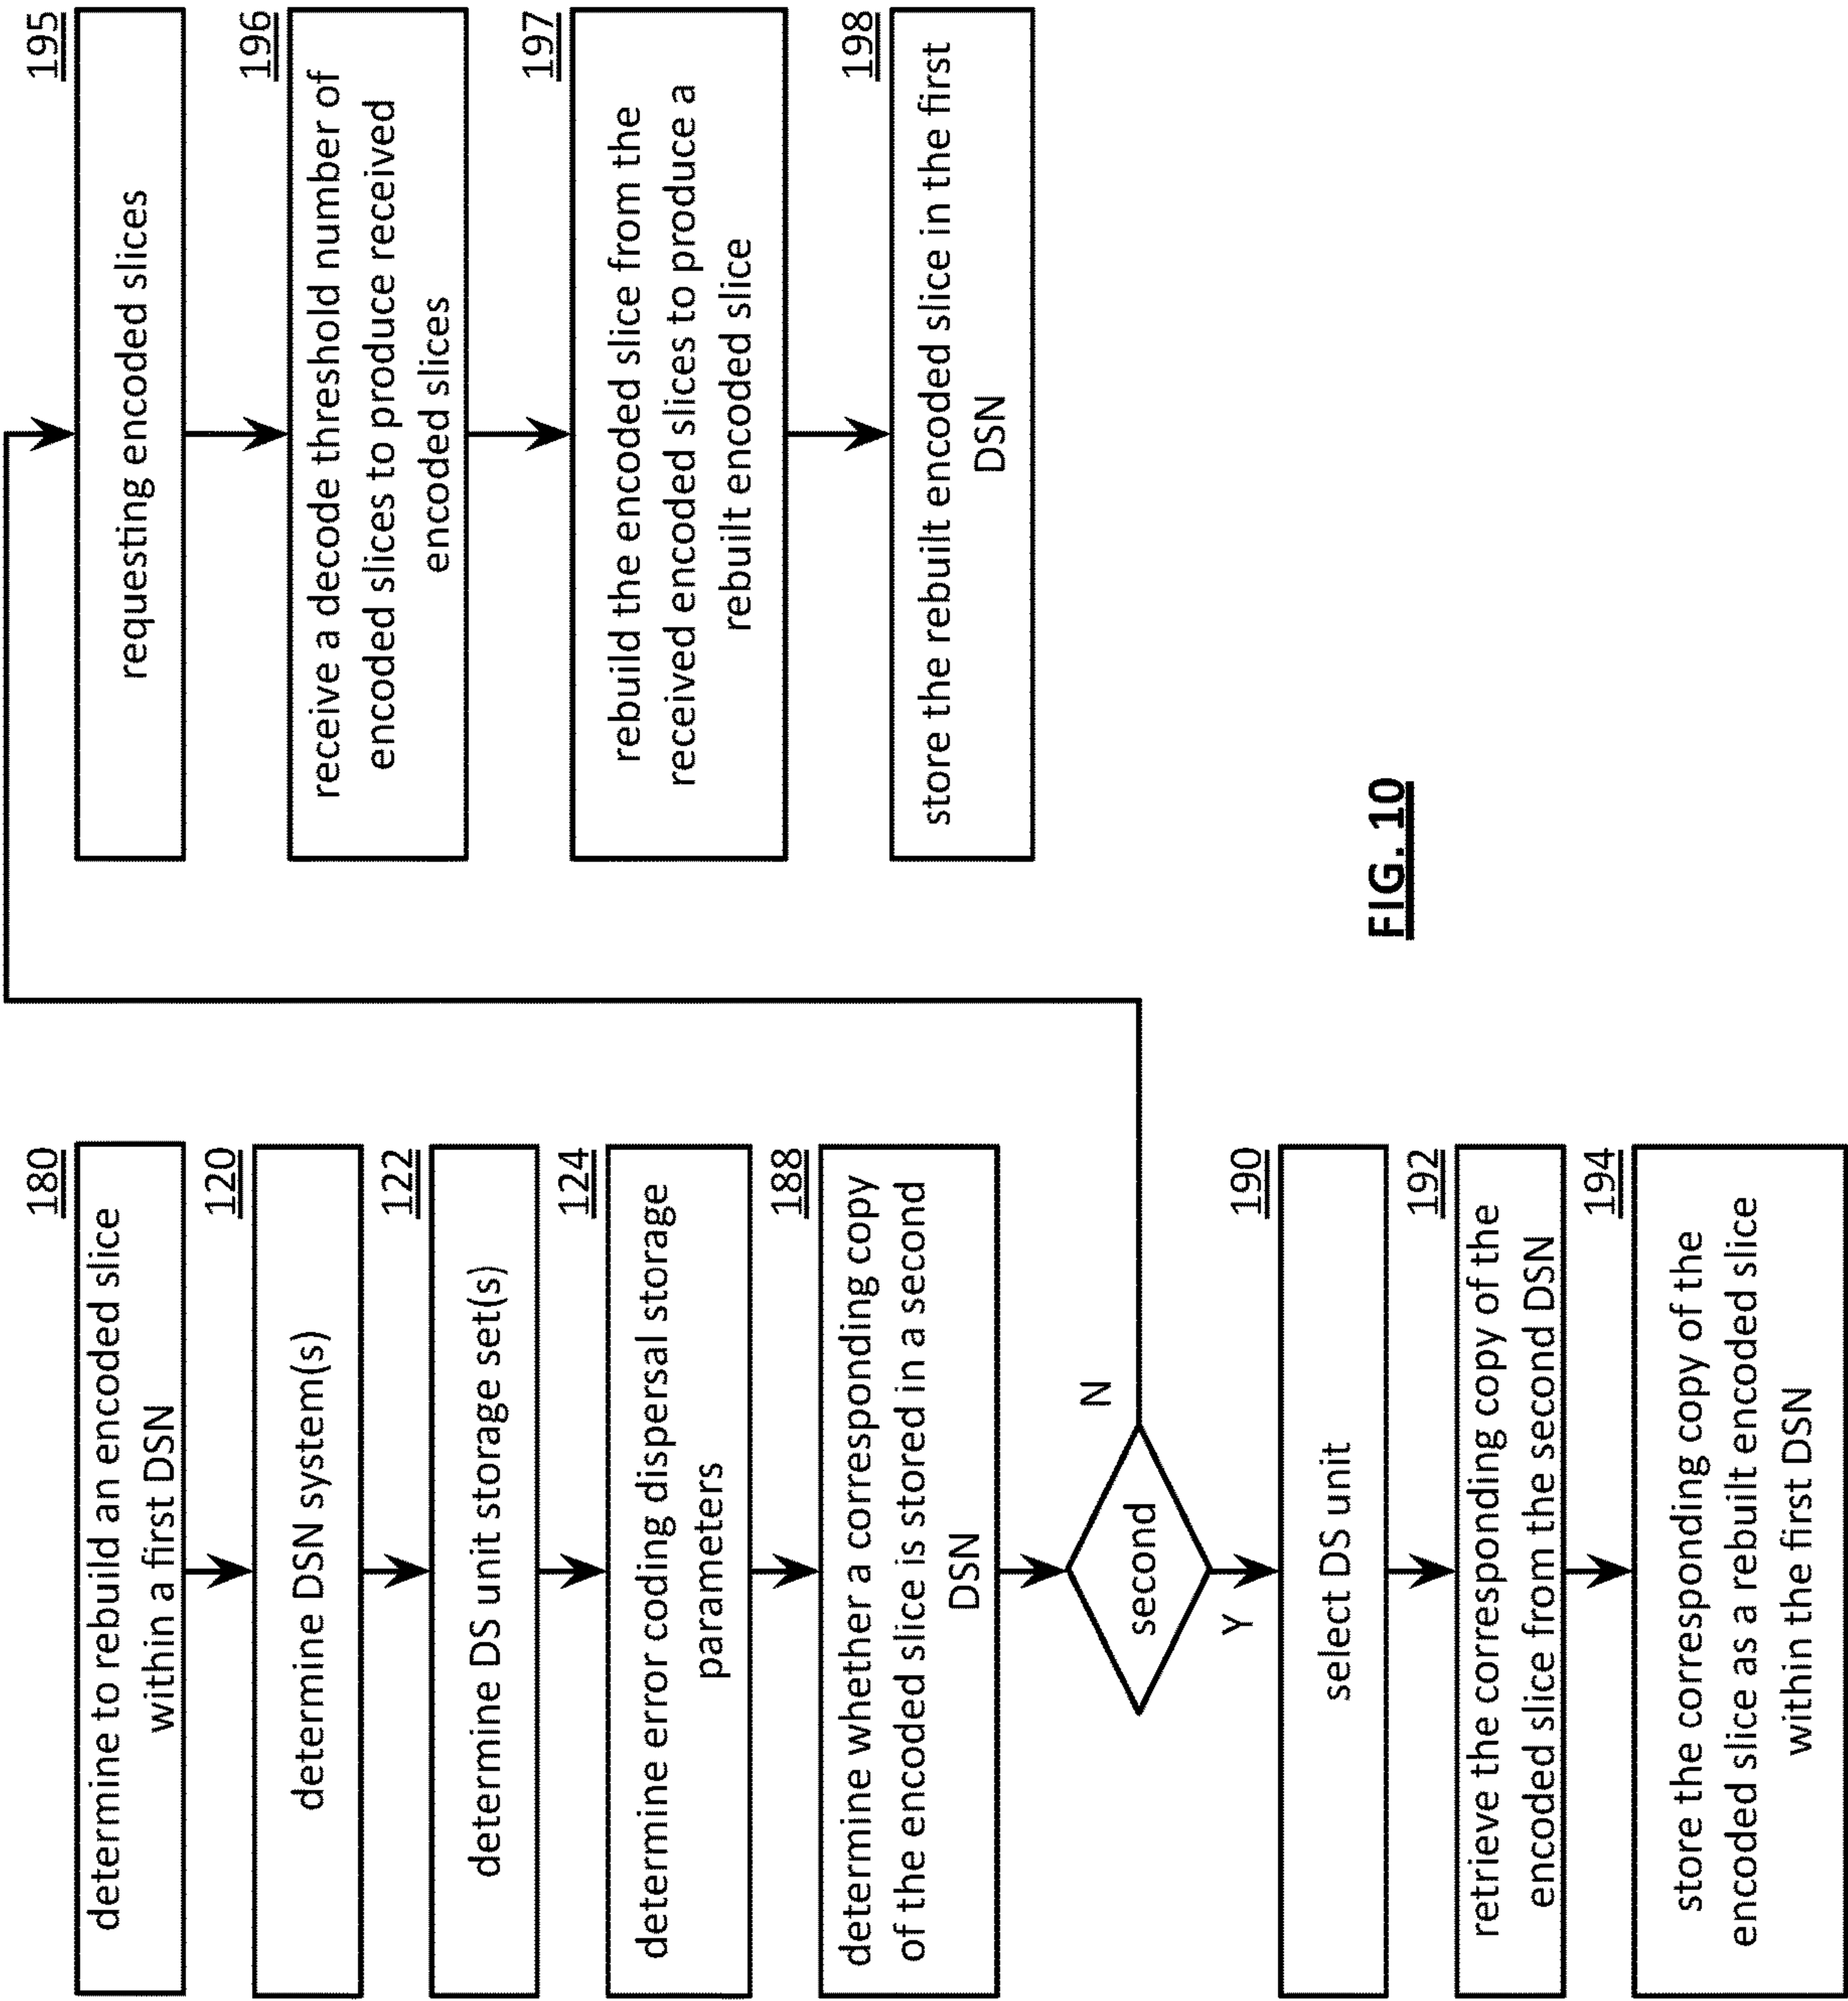 180
determine to rebuild an encoded slice
within a first DSN
120
determine DSN system(s)
122
determine DS unit storage set(s)
124
determine error coding dispersal storage
parameters
188
determine whether a corresponding copy
of the encoded slice is stored in a second
DSN
second
N
Y
190
select DS unit
192
retrieve the corresponding copy of the
encoded slice from the second DSN
194
store the corresponding copy of the
encoded slice as a rebuilt encoded slice
within the first DSN
195
requesting encoded slices
196
receive a decode threshold number of
encoded slices to produce received
encoded slices
197
rebuild the encoded slice from the
received encoded slices to produce a
rebuilt encoded slice
198
store the rebuilt encoded slice in the first
DSN
FIG. 10